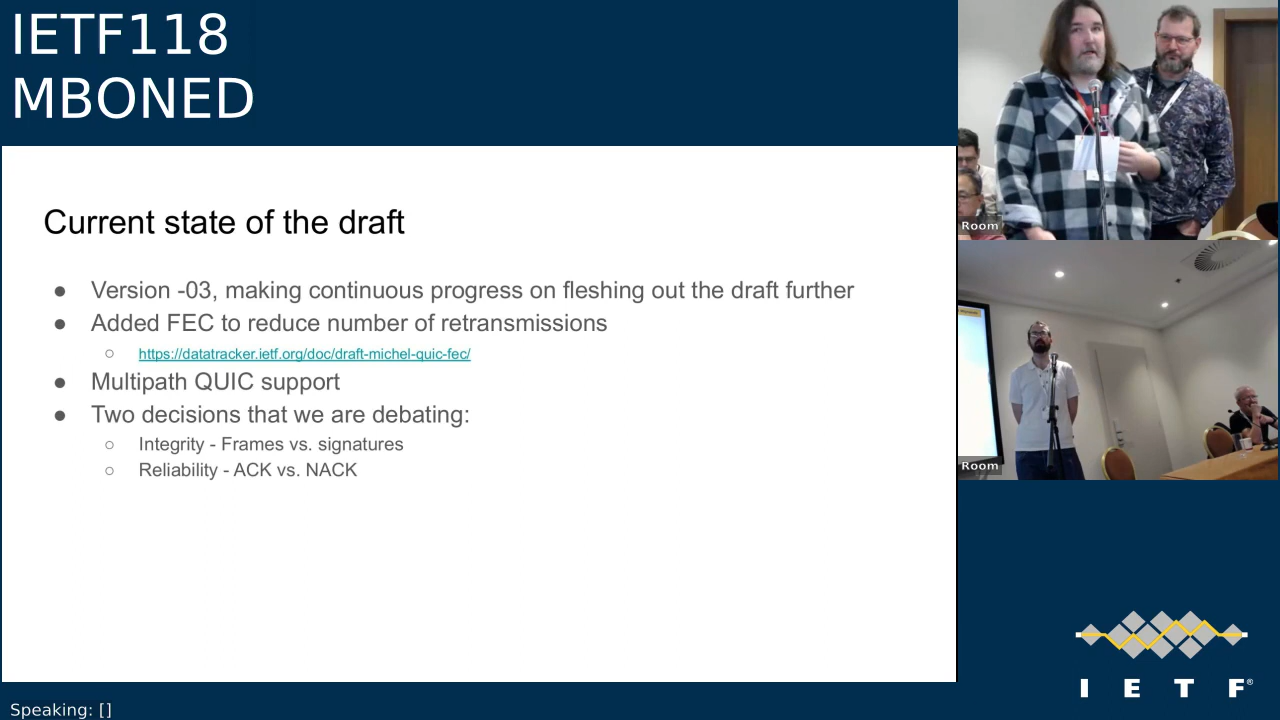 IETF118
MBONED
Current state of the draft
● Version -03, making continuous progress on fleshing out the draft further
● Added FEC to reduce number of retransmissions
○ https://datatracker.ietf.org/doc/draft-michel-quic-fec/
● Multipath QUIC support
● Two decisions that we are debating:
○ Integrity - Frames vs. signatures
○ Reliability - ACK vs. NACK
Room
Room
I E T F®
Speaking: []